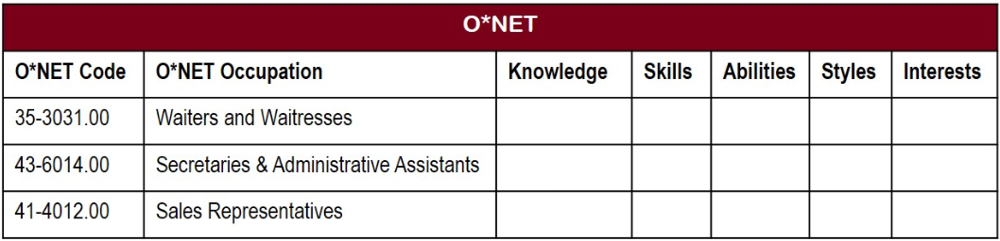 O*NET
O*NET Code O*NET Occupation Knowledge Skills Abilities Styles Interests
35-3031.00 Waiters and Waitresses
43-6014.00 Secretaries & Administrative Assistants
41-4012.00 Sales Representatives